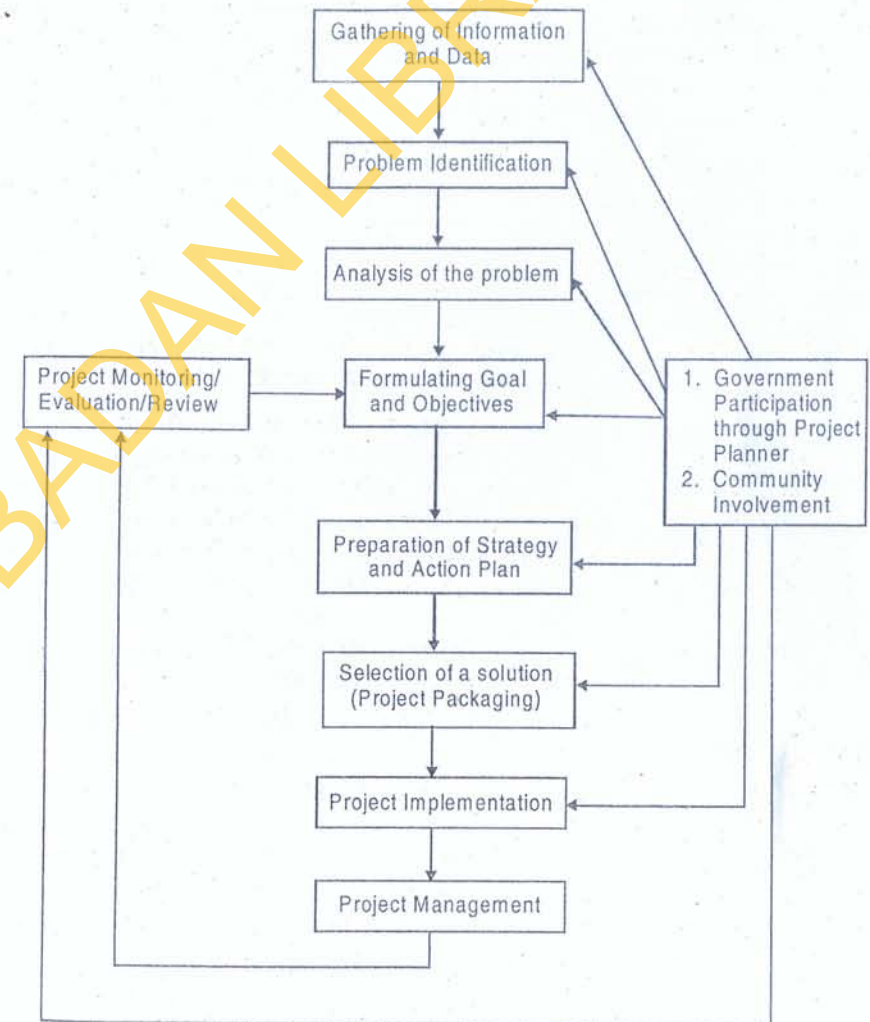 Gathering of Information
and Data
Problem Identification
Analysis of the problem
Project Monitoring/
Evaluation/Review
Formulating Goal
and Objectives
1. Government
Participation
through Project
Planner
2. Community
Involvement
Preparation of Strategy
and Action Plan
Selection of a solution
(Project Packaging)
Project Implementation
Project Management
BADAN LIBRA